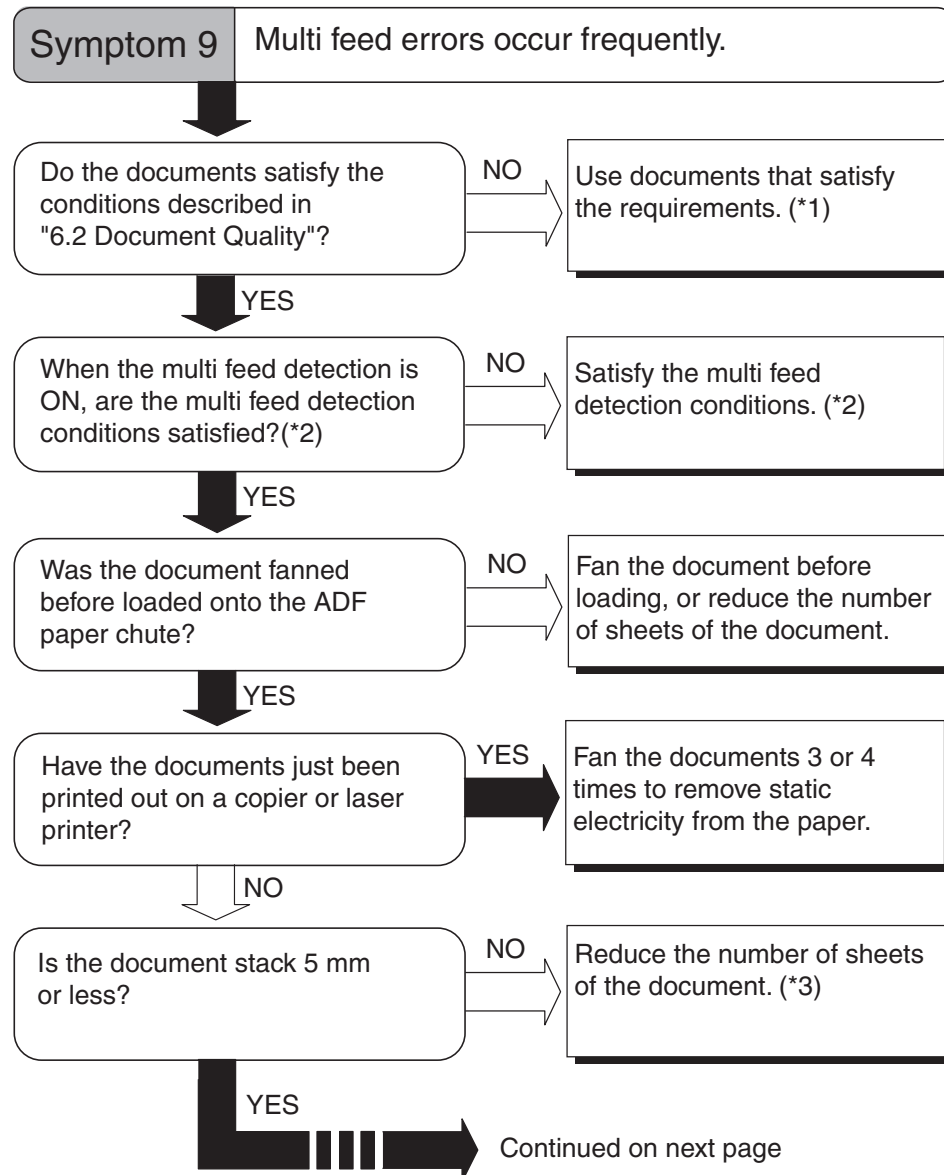 Symptom 9
Multi feed errors occur frequently.
Do the documents satisfy the
conditions described in
"6.2 Document Quality"?
NO
Use documents that satisfy
the requirements. (*1)
YES
When the multi feed detection is
ON, are the multi feed detection
conditions satisfied?(*2)
NO
Satisfy the multi feed
detection conditions. (*2)
YES
Was the document fanned
before loaded onto the ADF
paper chute?
NO
Fan the document before
loading, or reduce the number
of sheets of the document.
YES
Have the documents just been
printed out on a copier or laser
printer?
YES
Fan the documents 3 or 4
times to remove static
electricity from the paper.
NO
Is the document stack 5 mm
or less?
NO
Reduce the number of sheets
of the document. (*3)
YES
Continued on next page